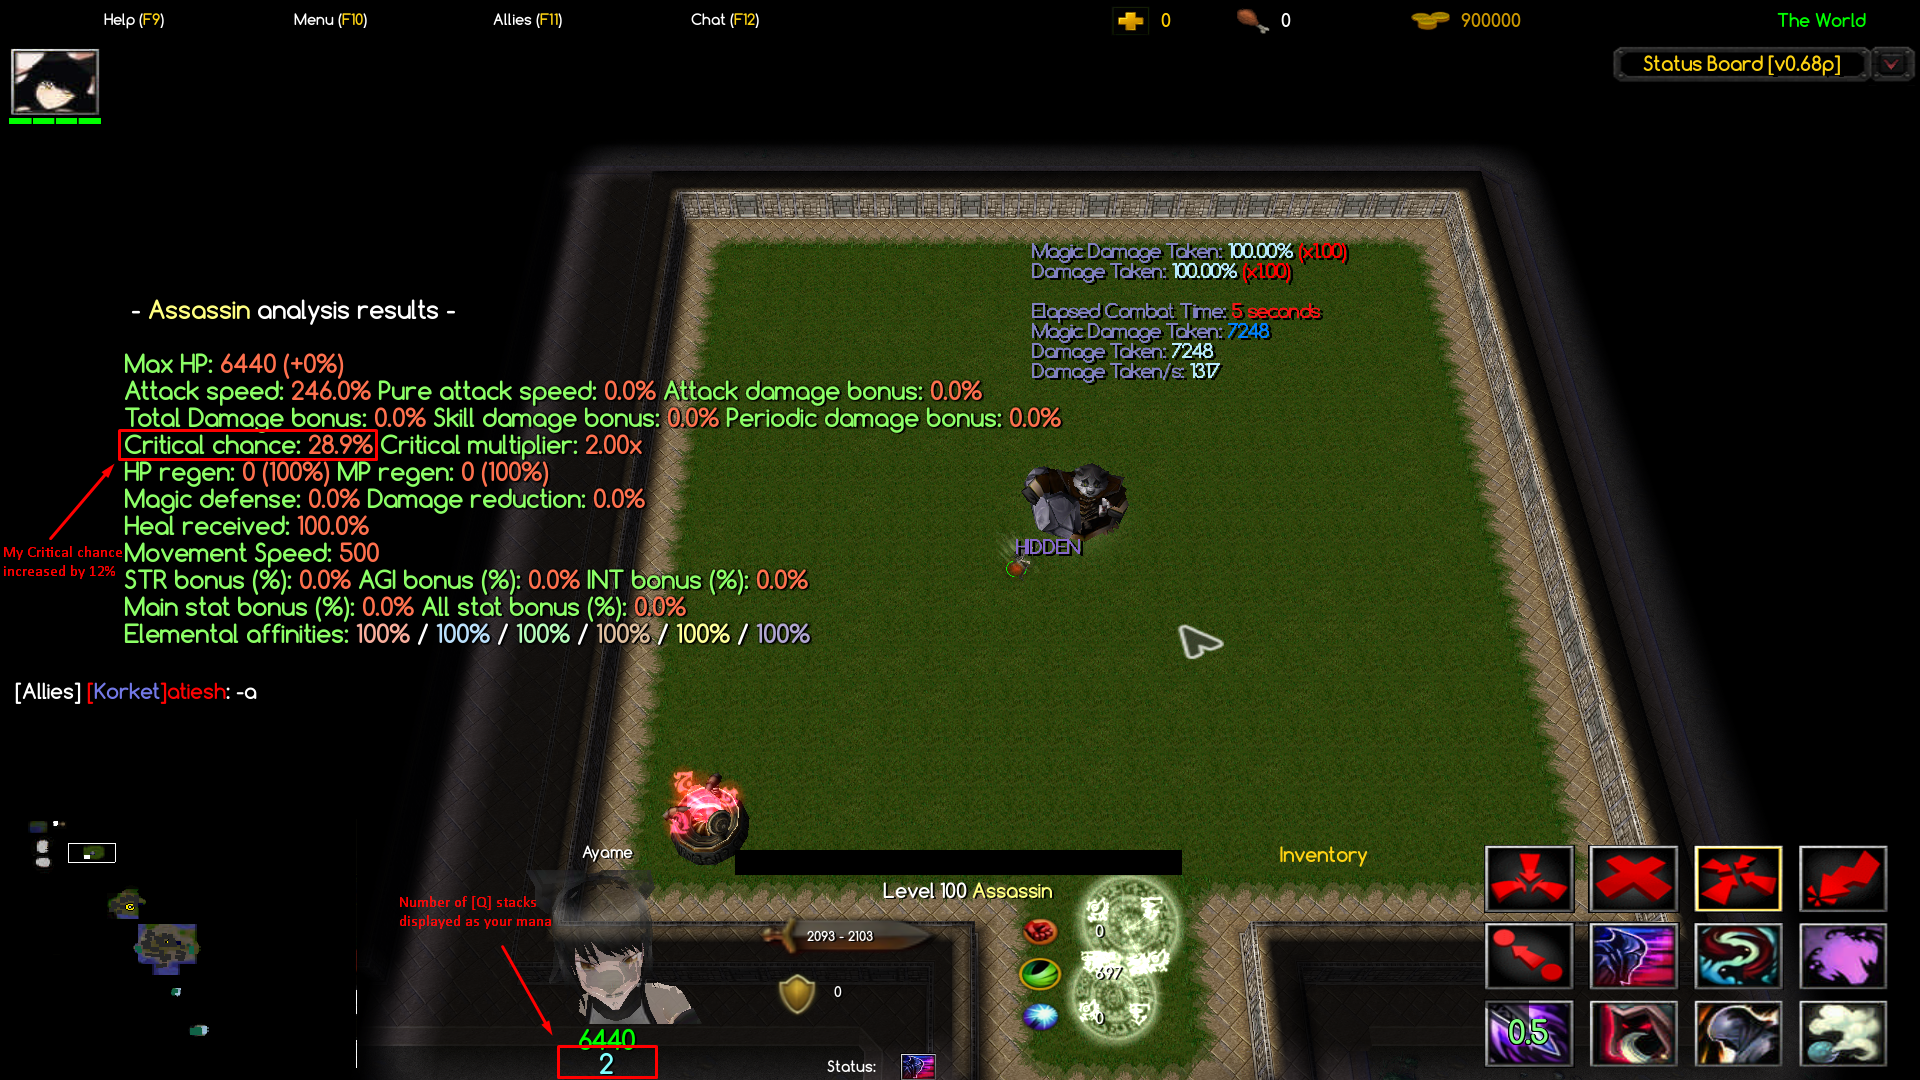 Help (F9)
Menu (F10)
Allies (F11)
Chat (F12)
0
0
900000
The World
Status Board [v0.68p]
Magic Damage Taken: 100.00% (x1.00)
Damage Taken: 100.00% (x1.00)
Elapsed Combat Time: 5 seconds
Magic Damage Taken: 7248
Damage Taken: 7248
Damage Taken/s: 1317
- Assassin analysis results -
Max HP: 6440 (+0%)
Attack speed: 246.0% Pure attack speed: 0.0% Attack damage bonus: 0.0%
Total Damage bonus: 0.0% Skill damage bonus: 0.0% Periodic damage bonus: 0.0%
Critical chance: 28.9% Critical multiplier: 2.00x
HP regen: 0 (100%) MP regen: 0 (100%)
Magic defense: 0.0% Damage reduction: 0.0%
Heal received: 100.0%
Movement Speed: 500
STR bonus (%): 0.0% AGI bonus (%): 0.0% INT bonus (%): 0.0%
Main stat bonus (%): 0.0% All stat bonus (%): 0.0%
Elemental affinities: 100% / 100% / 100% / 100% / 100% / 100%
My Critical chance
increased by 12%
HIDDEN
[Allies] [Korket]atiesh: -a
Ayame
Inventory
Level 100 Assassin
Number of [Q] stacks
displayed as your mana
2093 - 2103
0
0
697
0
6440
2
Status:
0.5